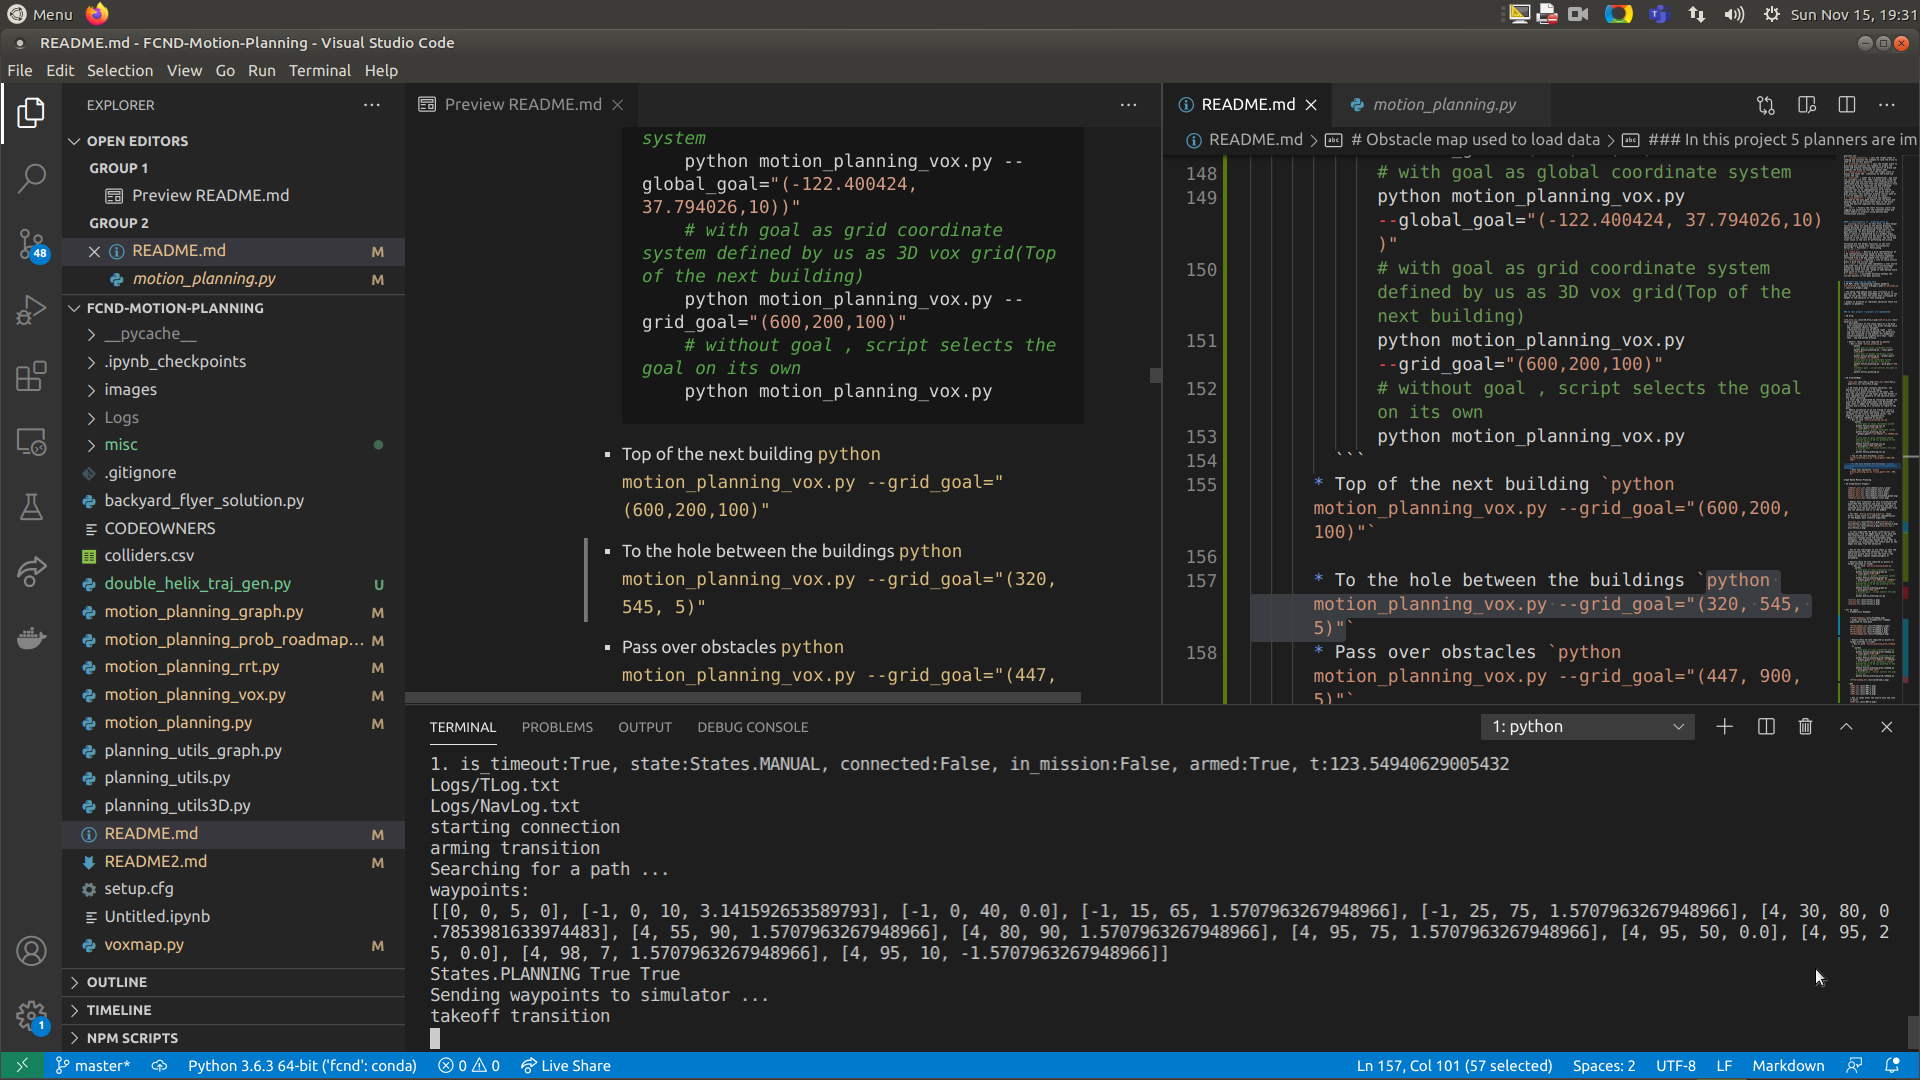 Menu
Sun Nov 15, 19:31
README.md - FCND-Motion-Planning - Visual Studio Code
File Edit Selection View Go Run Terminal Help
EXPLORER
OPEN EDITORS
GROUP 1
Preview README.md
GROUP 2
README.md M
motion_planning.py M
FCND-MOTION-PLANNING
__pycache__
.ipynb_checkpoints
images
Logs
misc
.gitignore
backyard_flyer_solution.py
CODEOWNERS
colliders.csv
double_helix_traj_gen.py U
motion_planning_graph.py M
motion_planning_prob_roadmap... M
motion_planning_rrt.py M
motion_planning_vox.py M
motion_planning.py M
planning_utils_graph.py
planning_utils.py
planning_utils3D.py
README.md M
README2.md M
setup.cfg
Untitled.ipynb
voxmap.py M
OUTLINE
TIMELINE
NPM SCRIPTS
48
1
Preview README.md
system
python motion_planning_vox.py --
global_goal="(-122.400424,
37.794026,10))"
# with goal as grid coordinate
system defined by us as 3D vox grid(Top
of the next building)
python motion_planning_vox.py --
grid_goal="(600,200,100)"
# without goal , script selects the
goal on its own
python motion_planning_vox.py
Top of the next building python
motion_planning_vox.py --grid_goal="
(600,200,100)"
To the hole between the buildings python
motion_planning_vox.py --grid_goal="(320,
545, 5)"
Pass over obstacles python
motion_planning_vox.py --grid_goal="(447,
README.md motion_planning.py
README.md > # Obstacle map used to load data > ### In this project 5 planners are im
148 # with goal as global coordinate system
149 python motion_planning_vox.py
--global_goal="(-122.400424, 37.794026,10)
)"
150 # with goal as grid coordinate system
defined by us as 3D vox grid(Top of the
next building)
151 python motion_planning_vox.py
--grid_goal="(600,200,100)"
152 # without goal , script selects the goal
on its own
153 python motion_planning_vox.py
154 ```
155 * Top of the next building `python
motion_planning_vox.py --grid_goal="(600,200,
100)"`
156
157 * To the hole between the buildings `python
motion_planning_vox.py --grid_goal="(320, 545,
5)"`
158 * Pass over obstacles `python
motion_planning_vox.py --grid_goal="(447, 900,
5)"`
TERMINAL PROBLEMS OUTPUT DEBUG CONSOLE
1: python
1. is_timeout:True, state:States.MANUAL, connected:False, in_mission:False, armed:True, t:123.54940629005432
Logs/TLog.txt
Logs/NavLog.txt
starting connection
arming transition
Searching for a path ...
waypoints:
[[0, 0, 5, 0], [-1, 0, 10, 3.141592653589793], [-1, 0, 40, 0.0], [-1, 15, 65, 1.5707963267948966], [-1, 25, 75, 1.5707963267948966], [4, 30, 80, 0
.7853981633974483], [4, 55, 90, 1.5707963267948966], [4, 80, 90, 1.5707963267948966], [4, 95, 75, 1.5707963267948966], [4, 95, 50, 0.0], [4, 95, 2
5, 0.0], [4, 98, 7, 1.5707963267948966], [4, 95, 10, -1.5707963267948966]]
States.PLANNING True True
Sending waypoints to simulator ...
takeoff transition
master* Python 3.6.3 64-bit ('fcnd': conda) 0 0 Live Share Ln 157, Col 101 (57 selected) Spaces: 2 UTF-8 LF Markdown